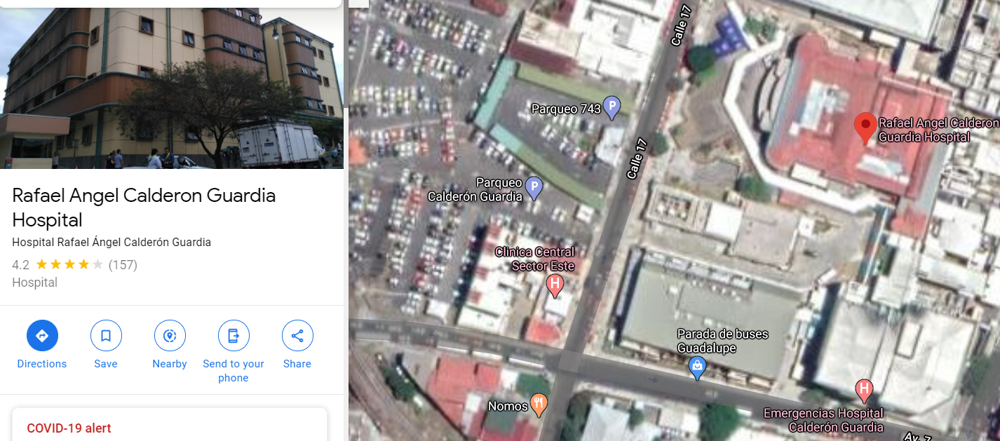 Rafael Angel Calderon Guardia
Hospital
Hospital Rafael Ángel Calderón Guardia
4.2 (157)
Hospital
Directions
Save
Nearby
Send to your
phone
Share
COVID-19 alert
Calle 17
Parqueo 743
P
Rafael Angel Calderon
Guardia Hospital
Calle 17
Parqueo
Calderón Guardia
P
Clinica Central
Sector Este
H
Parada de buses
Guadalupe
Nomos
H
Emergencias Hospital
Calderón Guardia
Av. 7